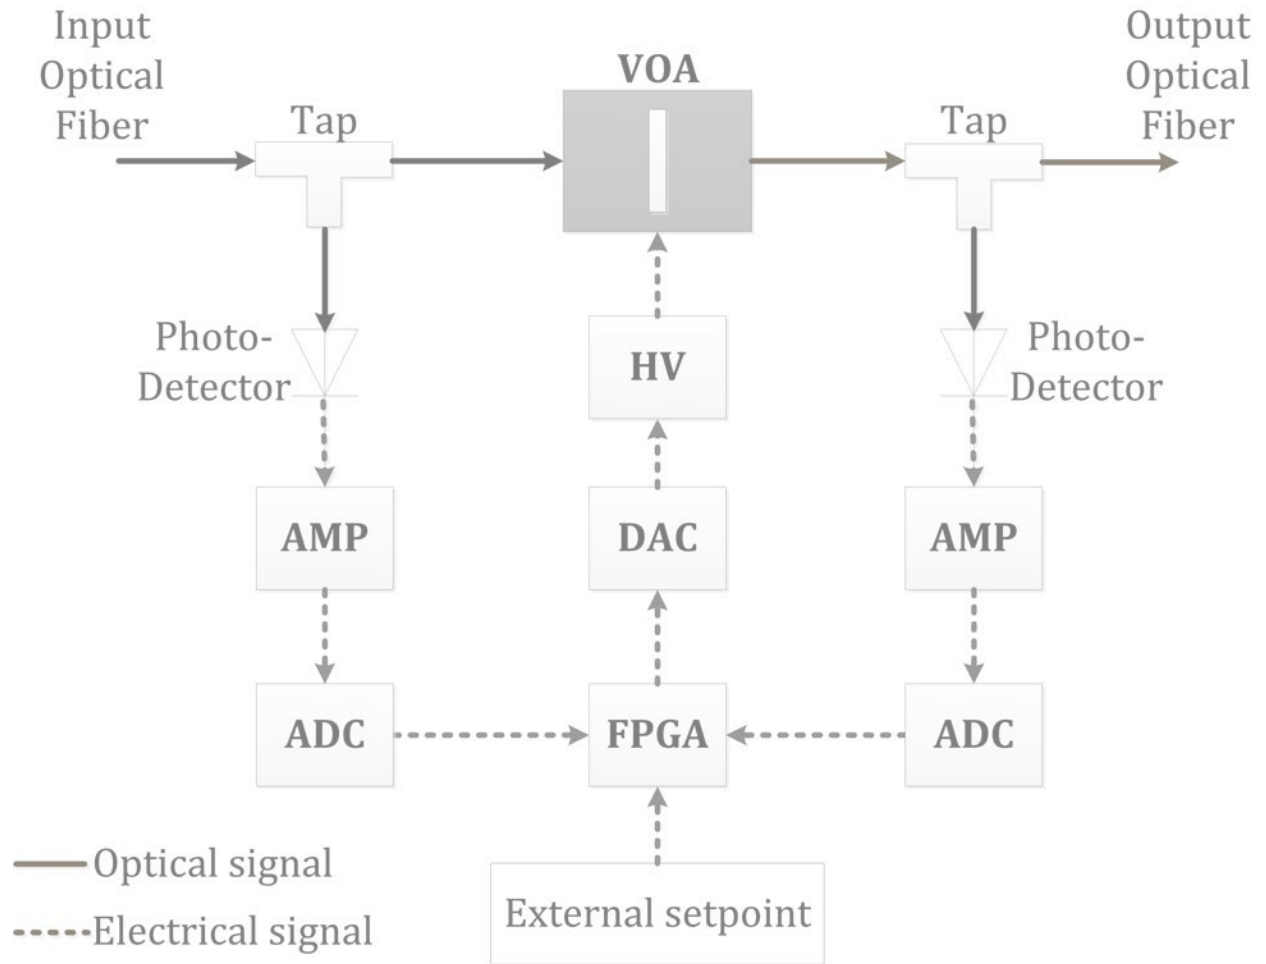 Input
Optical
Fiber
Tap
VOA
Tap
Output
Optical
Fiber
Photo-
Detector
HV
Photo-
Detector
AMP
DAC
AMP
ADC
FPGA
ADC
Optical signal
External setpoint
Electrical signal